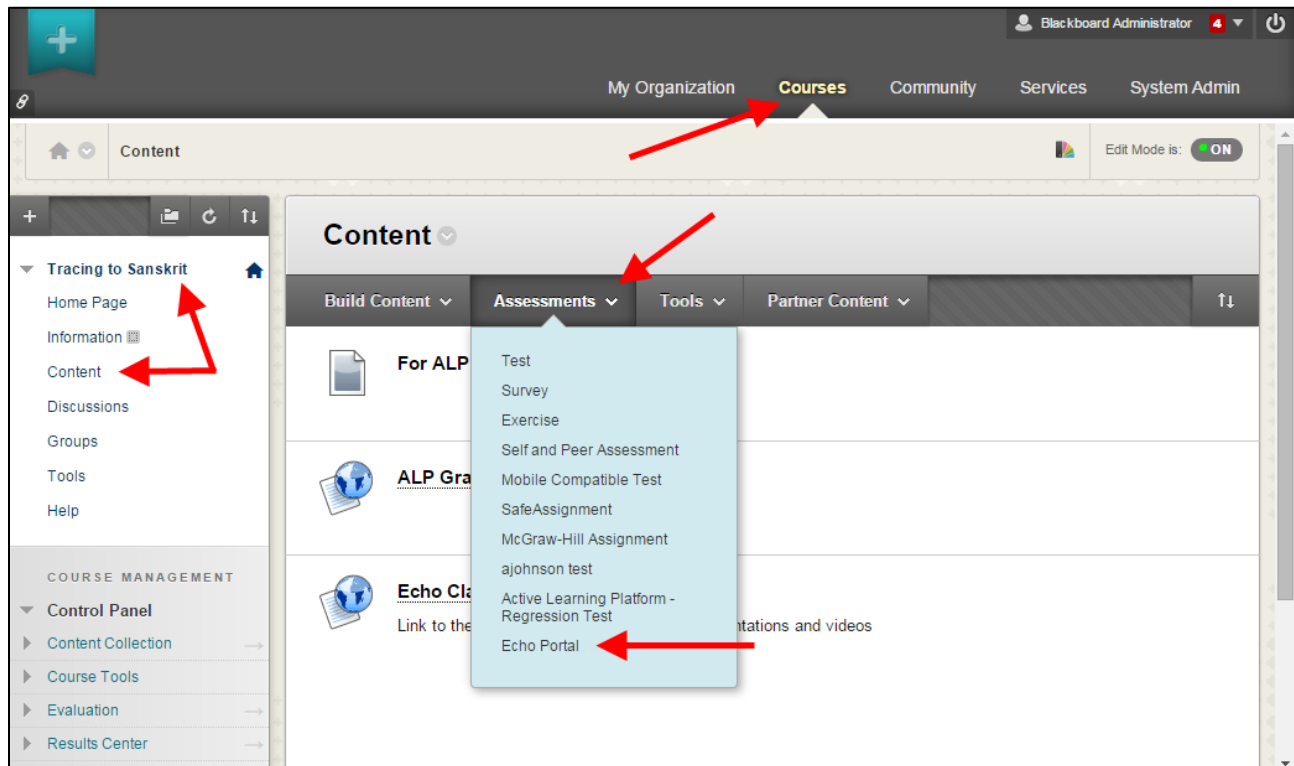 Blackboard Administrator 4
My Organization Courses Community Services System Admin
Content
Edit Mode is: ON
Tracing to Sanskrit
Home Page
Information
Content
Discussions
Groups
Tools
Help
COURSE MANAGEMENT
Control Panel
Content Collection
Course Tools
Evaluation
Results Center
Content
Build Content Assessments Tools Partner Content
Test
Survey
Exercise
Self and Peer Assessment
Mobile Compatible Test
SafeAssignment
McGraw-Hill Assignment
ajohnson test
Active Learning Platform -
Regression Test
Echo Portal
For ALP
ALP Gra
Echo Cla
Link to the tations and videos